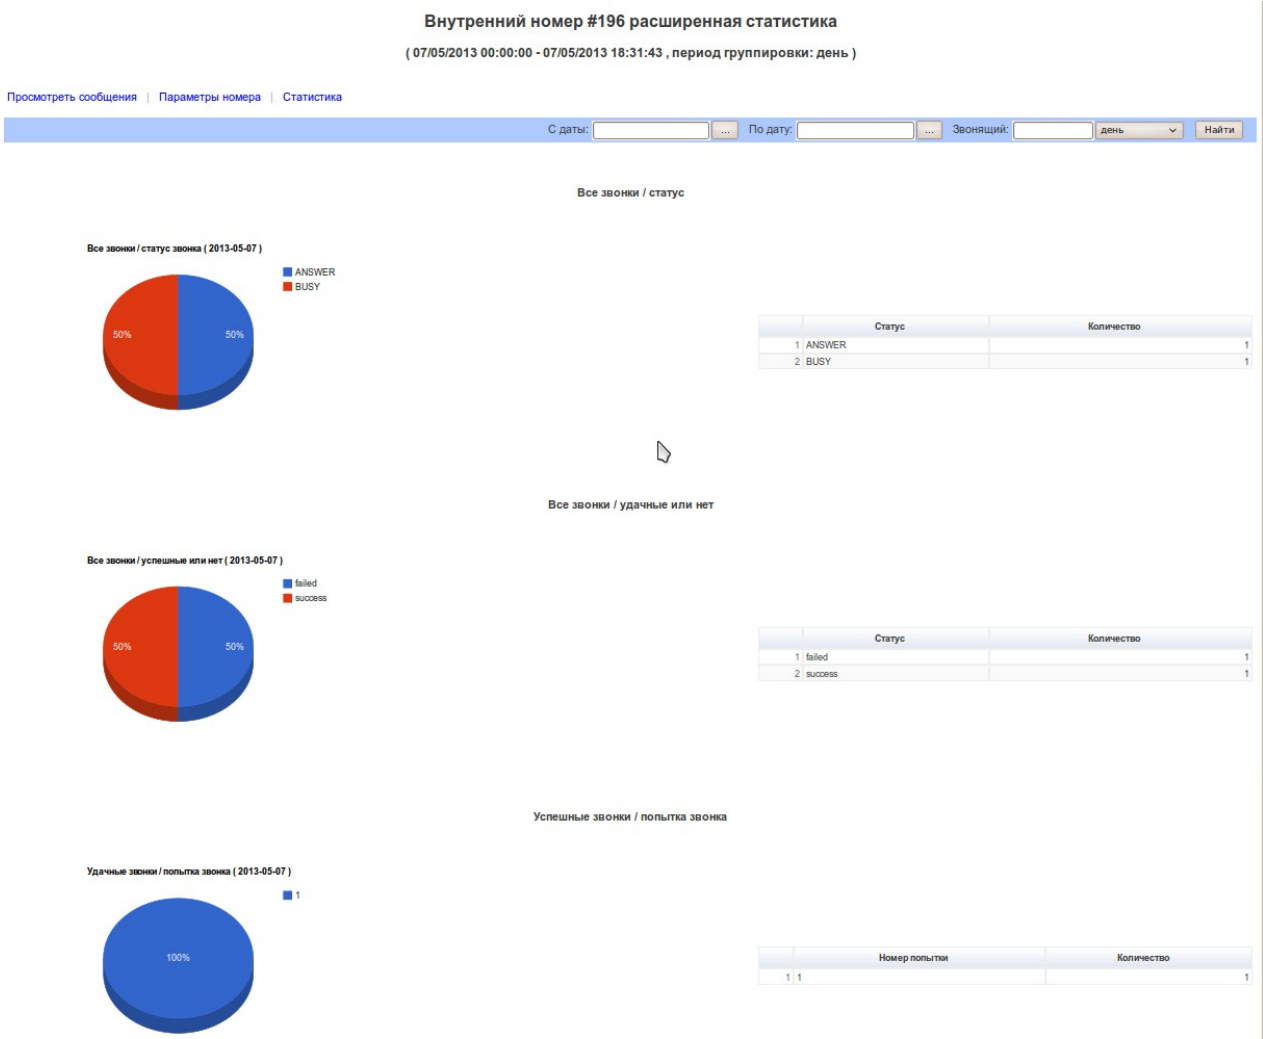 Внутренний номер #196 расширенная статистика
( 07/05/2013 00:00:00 - 07/05/2013 18:31:43 , период группировки: день )
Просмотреть сообщения | Параметры номера | Статистика
С даты: ... По дату: ... Звонящий: день Найти
Все звонки / статус
Все звонки / статус звонка ( 2013-05-07 )
ANSWER
BUSY
50% 50%
Статус Количество
1 ANSWER 1
2 BUSY 1
Все звонки / удачные или нет
Все звонки / успешные или нет ( 2013-05-07 )
failed
success
50% 50%
Статус Количество
1 failed 1
2 success 1
Успешные звонки / попытка звонка
Удачные звонки / попытка звонка ( 2013-05-07 )
1
100%
Номер попытки Количество
1 1 1